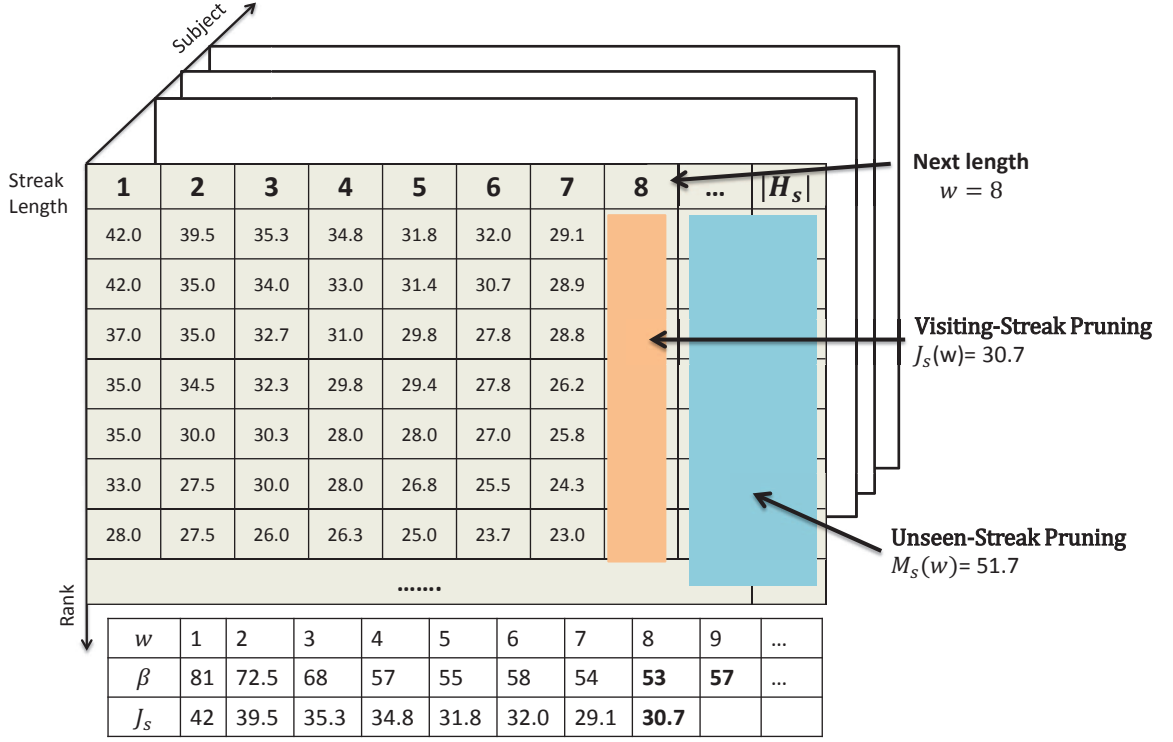 Subject
Streak
Length
1 2 3 4 5 6 7 8 ... |H_s|
Next length
w = 8
42.0 39.5 35.3 34.8 31.8 32.0 29.1
42.0 35.0 34.0 33.0 31.4 30.7 28.9
37.0 35.0 32.7 31.0 29.8 27.8 28.8
Visiting-Streak Pruning
J_s(w)= 30.7
35.0 34.5 32.3 29.8 29.4 27.8 26.2
35.0 30.0 30.3 28.0 28.0 27.0 25.8
33.0 27.5 30.0 28.0 26.8 25.5 24.3
28.0 27.5 26.0 26.3 25.0 23.7 23.0
Unseen-Streak Pruning
M_s(w)= 51.7
.......
Rank
w 1 2 3 4 5 6 7 8 9 ...
β 81 72.5 68 57 55 58 54 53 57 ...
J_s 42 39.5 35.3 34.8 31.8 32.0 29.1 30.7